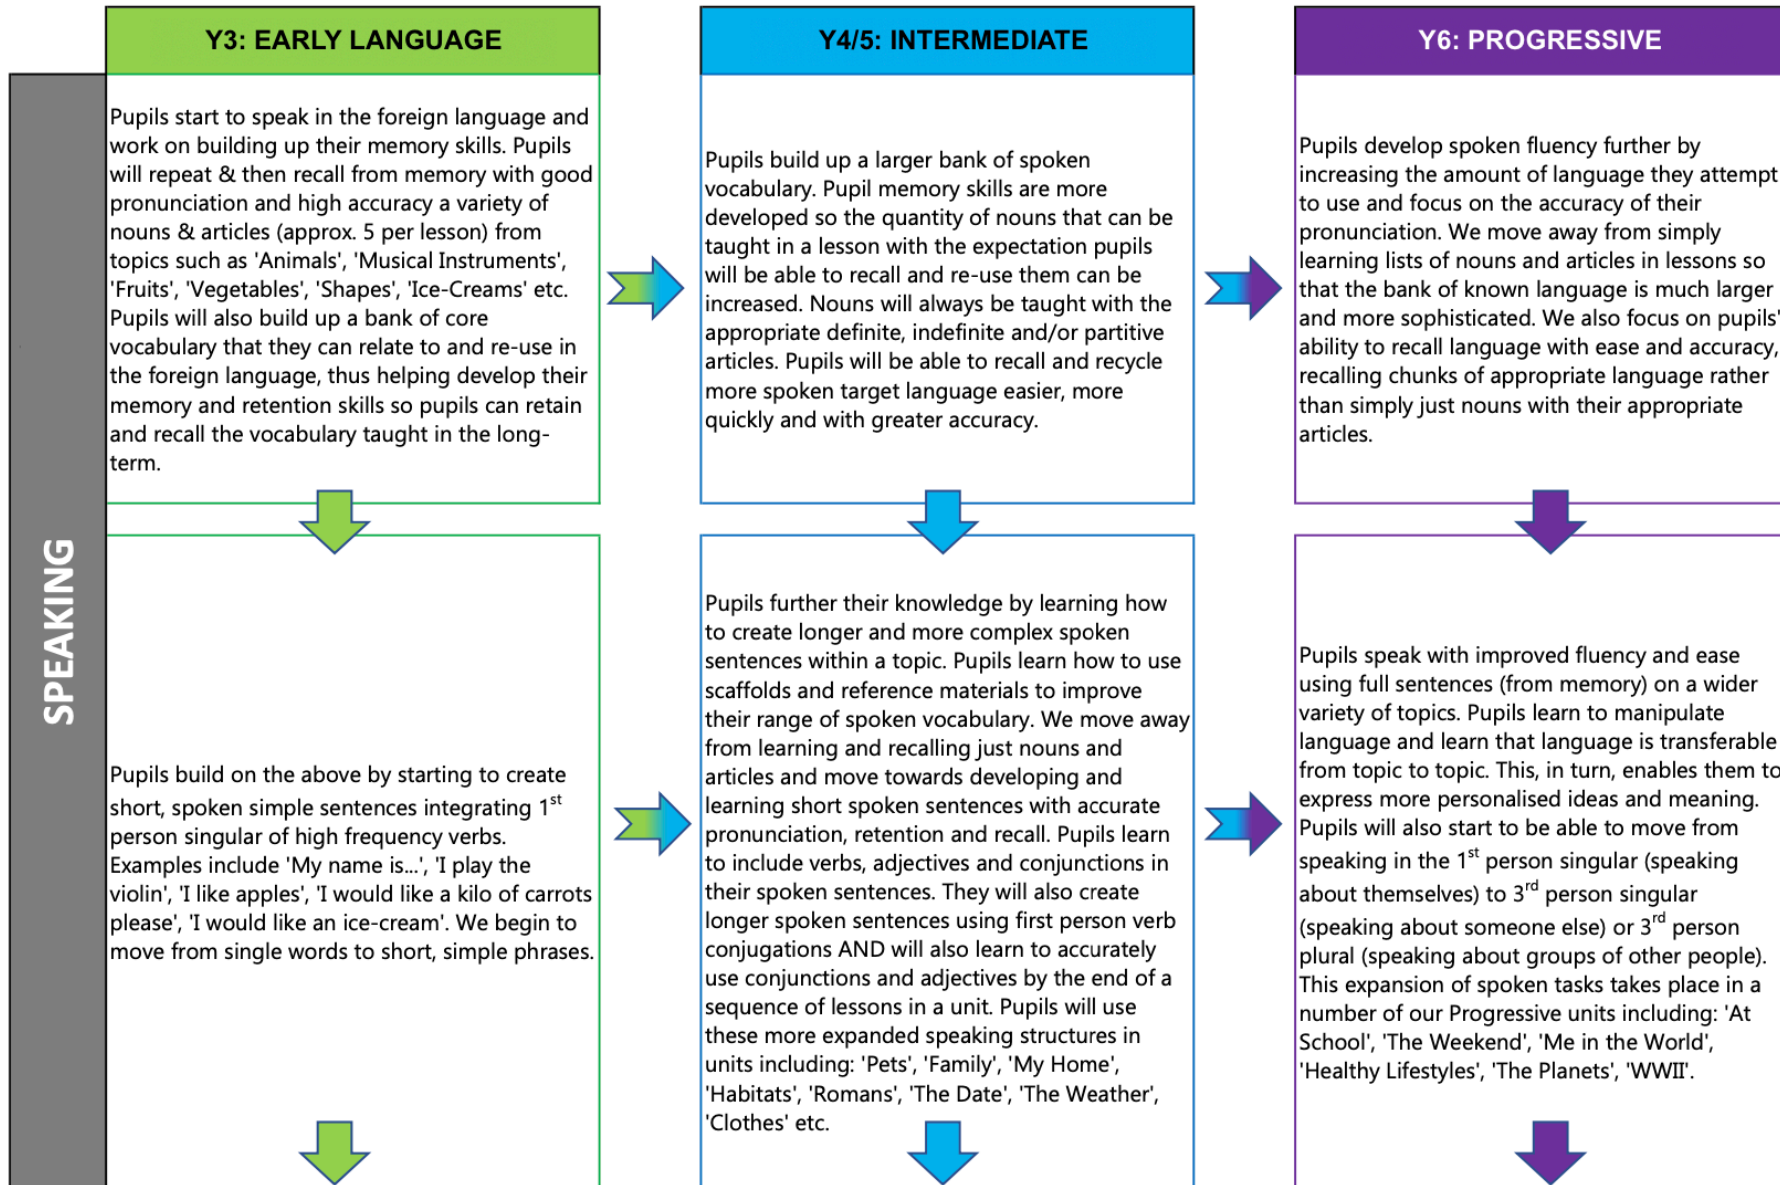 Y3: EARLY LANGUAGE
Y4/5: INTERMEDIATE
Y6: PROGRESSIVE
SPEAKING
Pupils start to speak in the foreign language and
work on building up their memory skills. Pupils
will repeat & then recall from memory with good
pronunciation and high accuracy a variety of
nouns & articles (approx. 5 per lesson) from
topics such as 'Animals', 'Musical Instruments',
'Fruits', 'Vegetables', 'Shapes', 'Ice-Creams' etc.
Pupils will also build up a bank of core
vocabulary that they can relate to and re-use in
the foreign language, thus helping develop their
memory and retention skills so pupils can retain
and recall the vocabulary taught in the long-
term.
Pupils build up a larger bank of spoken
vocabulary. Pupil memory skills are more
developed so the quantity of nouns that can be
taught in a lesson with the expectation pupils
will be able to recall and re-use them can be
increased. Nouns will always be taught with the
appropriate definite, indefinite and/or partitive
articles. Pupils will be able to recall and recycle
more spoken target language easier, more
quickly and with greater accuracy.
Pupils develop spoken fluency further by
increasing the amount of language they attempt
to use and focus on the accuracy of their
pronunciation. We move away from simply
learning lists of nouns and articles in lessons so
that the bank of known language is much larger
and more sophisticated. We also focus on pupils'
ability to recall language with ease and accuracy,
recalling chunks of appropriate language rather
than simply just nouns with their appropriate
articles.
Pupils build on the above by starting to create
short, spoken simple sentences integrating 1st
person singular of high frequency verbs.
Examples include 'My name is...', 'I play the
violin', 'I like apples', 'I would like a kilo of carrots
please', 'I would like an ice-cream'. We begin to
move from single words to short, simple phrases.
Pupils further their knowledge by learning how
to create longer and more complex spoken
sentences within a topic. Pupils learn how to use
scaffolds and reference materials to improve
their range of spoken vocabulary. We move away
from learning and recalling just nouns and
articles and move towards developing and
learning short spoken sentences with accurate
pronunciation, retention and recall. Pupils learn
to include verbs, adjectives and conjunctions in
their spoken sentences. They will also create
longer spoken sentences using first person verb
conjugations AND will also learn to accurately
use conjunctions and adjectives by the end of a
sequence of lessons in a unit. Pupils will use
these more expanded speaking structures in
units including: 'Pets', 'Family', 'My Home',
'Habitats', 'Romans', 'The Date', 'The Weather',
'Clothes' etc.
Pupils speak with improved fluency and ease
using full sentences (from memory) on a wider
variety of topics. Pupils learn to manipulate
language and learn that language is transferable
from topic to topic. This, in turn, enables them to
express more personalised ideas and meaning.
Pupils will also start to be able to move from
speaking in the 1st person singular (speaking
about themselves) to 3rd person singular
(speaking about someone else) or 3rd person
plural (speaking about groups of other people).
This expansion of spoken tasks takes place in a
number of our Progressive units including: 'At
School', 'The Weekend', 'Me in the World',
'Healthy Lifestyles', 'The Planets', 'WWII'.